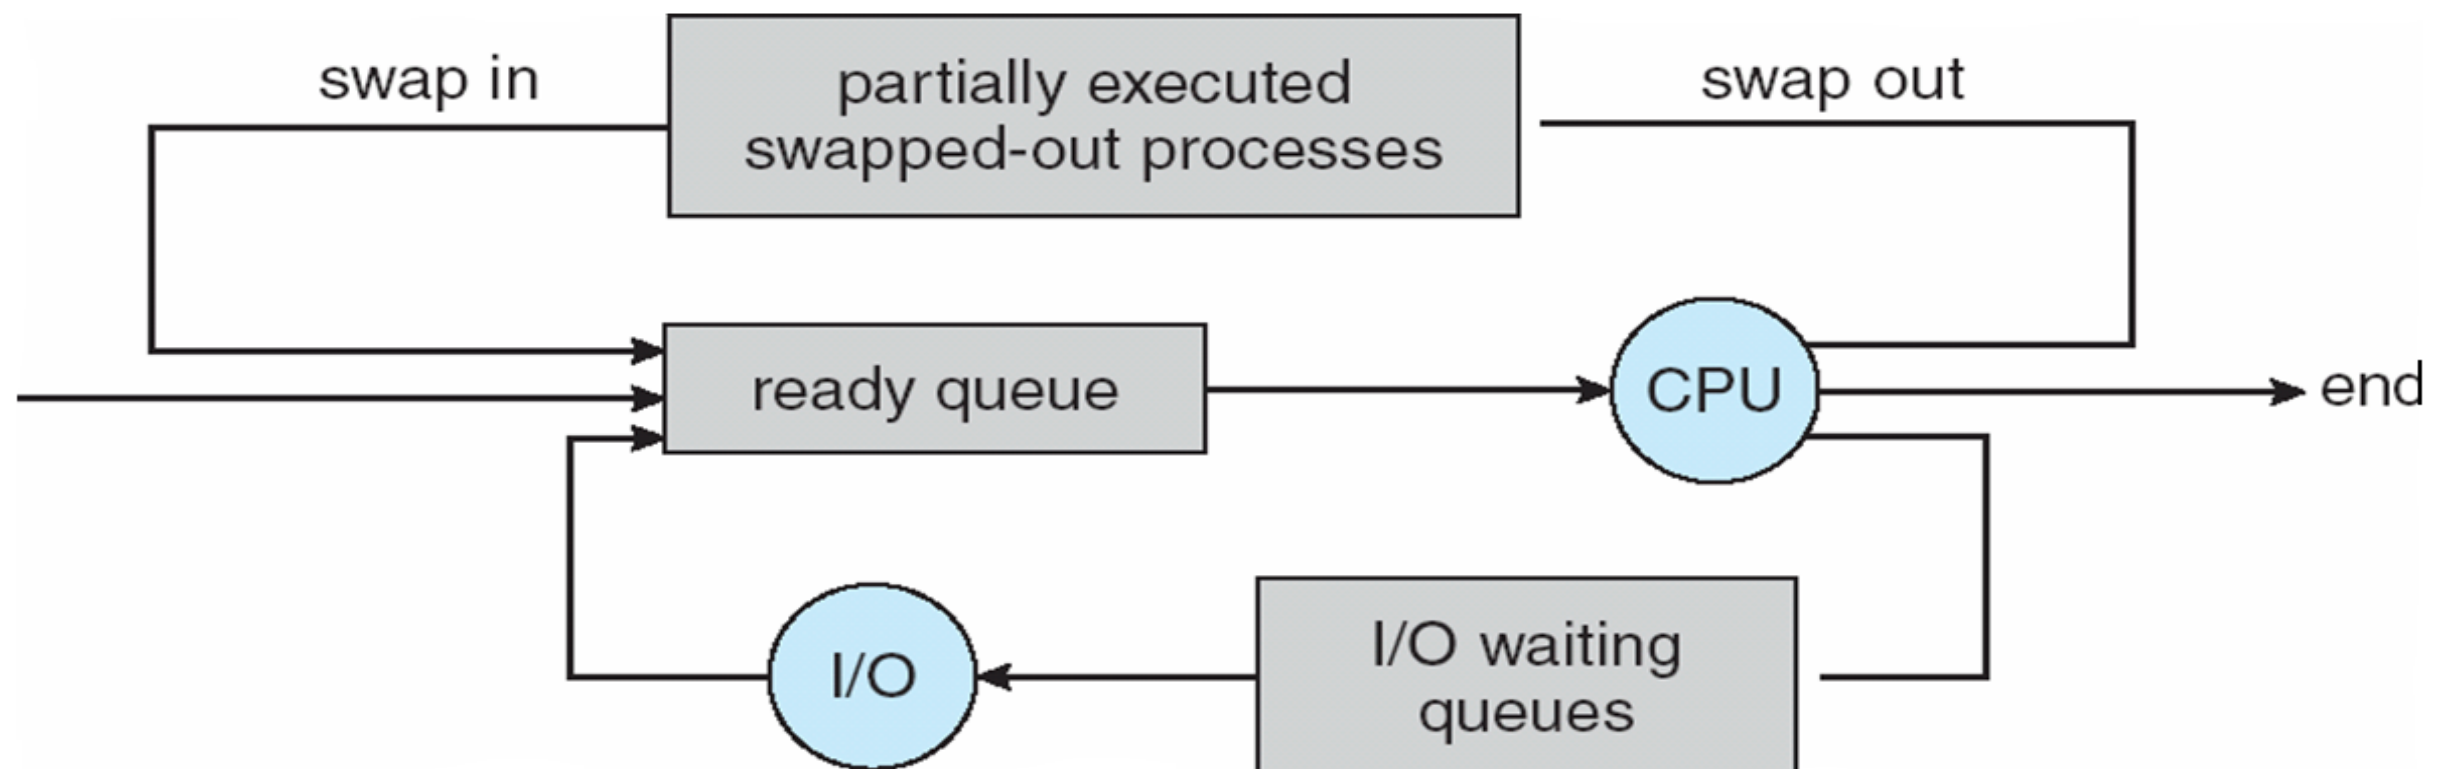 swap in
partially executed
swapped-out processes
swap out
ready queue
CPU
end
I/O
I/O waiting
queues